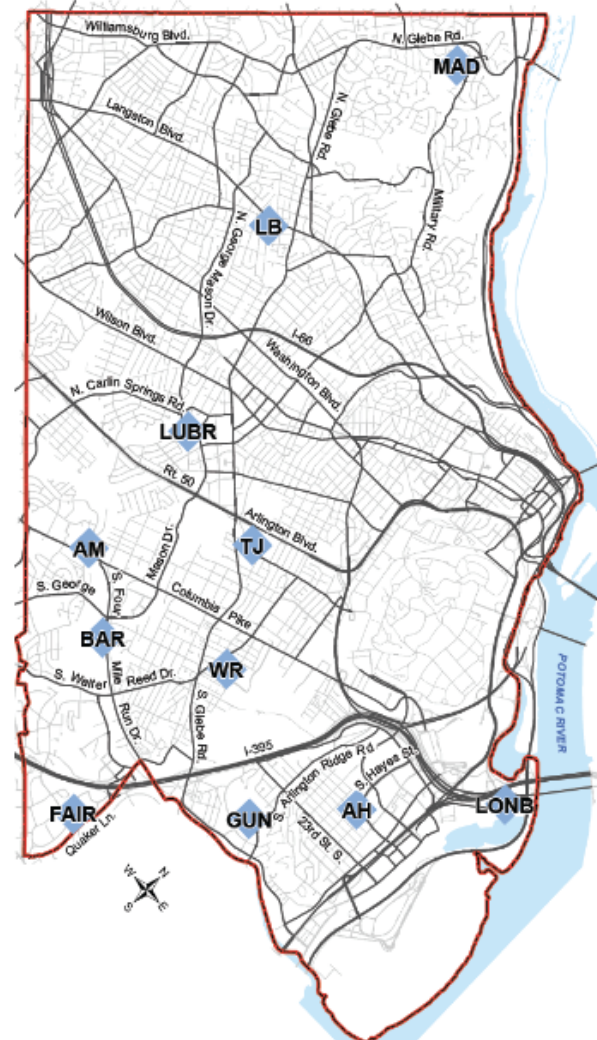 Williamsburg Blvd.
N. Glebe Rd.
MAD
Langston Blvd.
N. Glebe Rd.
Military Rd.
LB
N. George Mason Dr.
Wilson Blvd.
I-66
Washington Blvd.
N. Carlin Springs Rd.
LUBR
Rt. 50
Arlington Blvd.
TJ
AM
Mason Dr.
S. George
S. Four
Columbia Pike
BAR
Mile
WR
S. Walter Reed Dr.
Run Dr.
S. Glebe Rd.
POTOMAC RIVER
I-395
S. Arlington Ridge Rd.
S. Hayes St.
FAIR
Quaker Ln.
GUN
23rd St. S.
AH
LONB
N
E
S
W